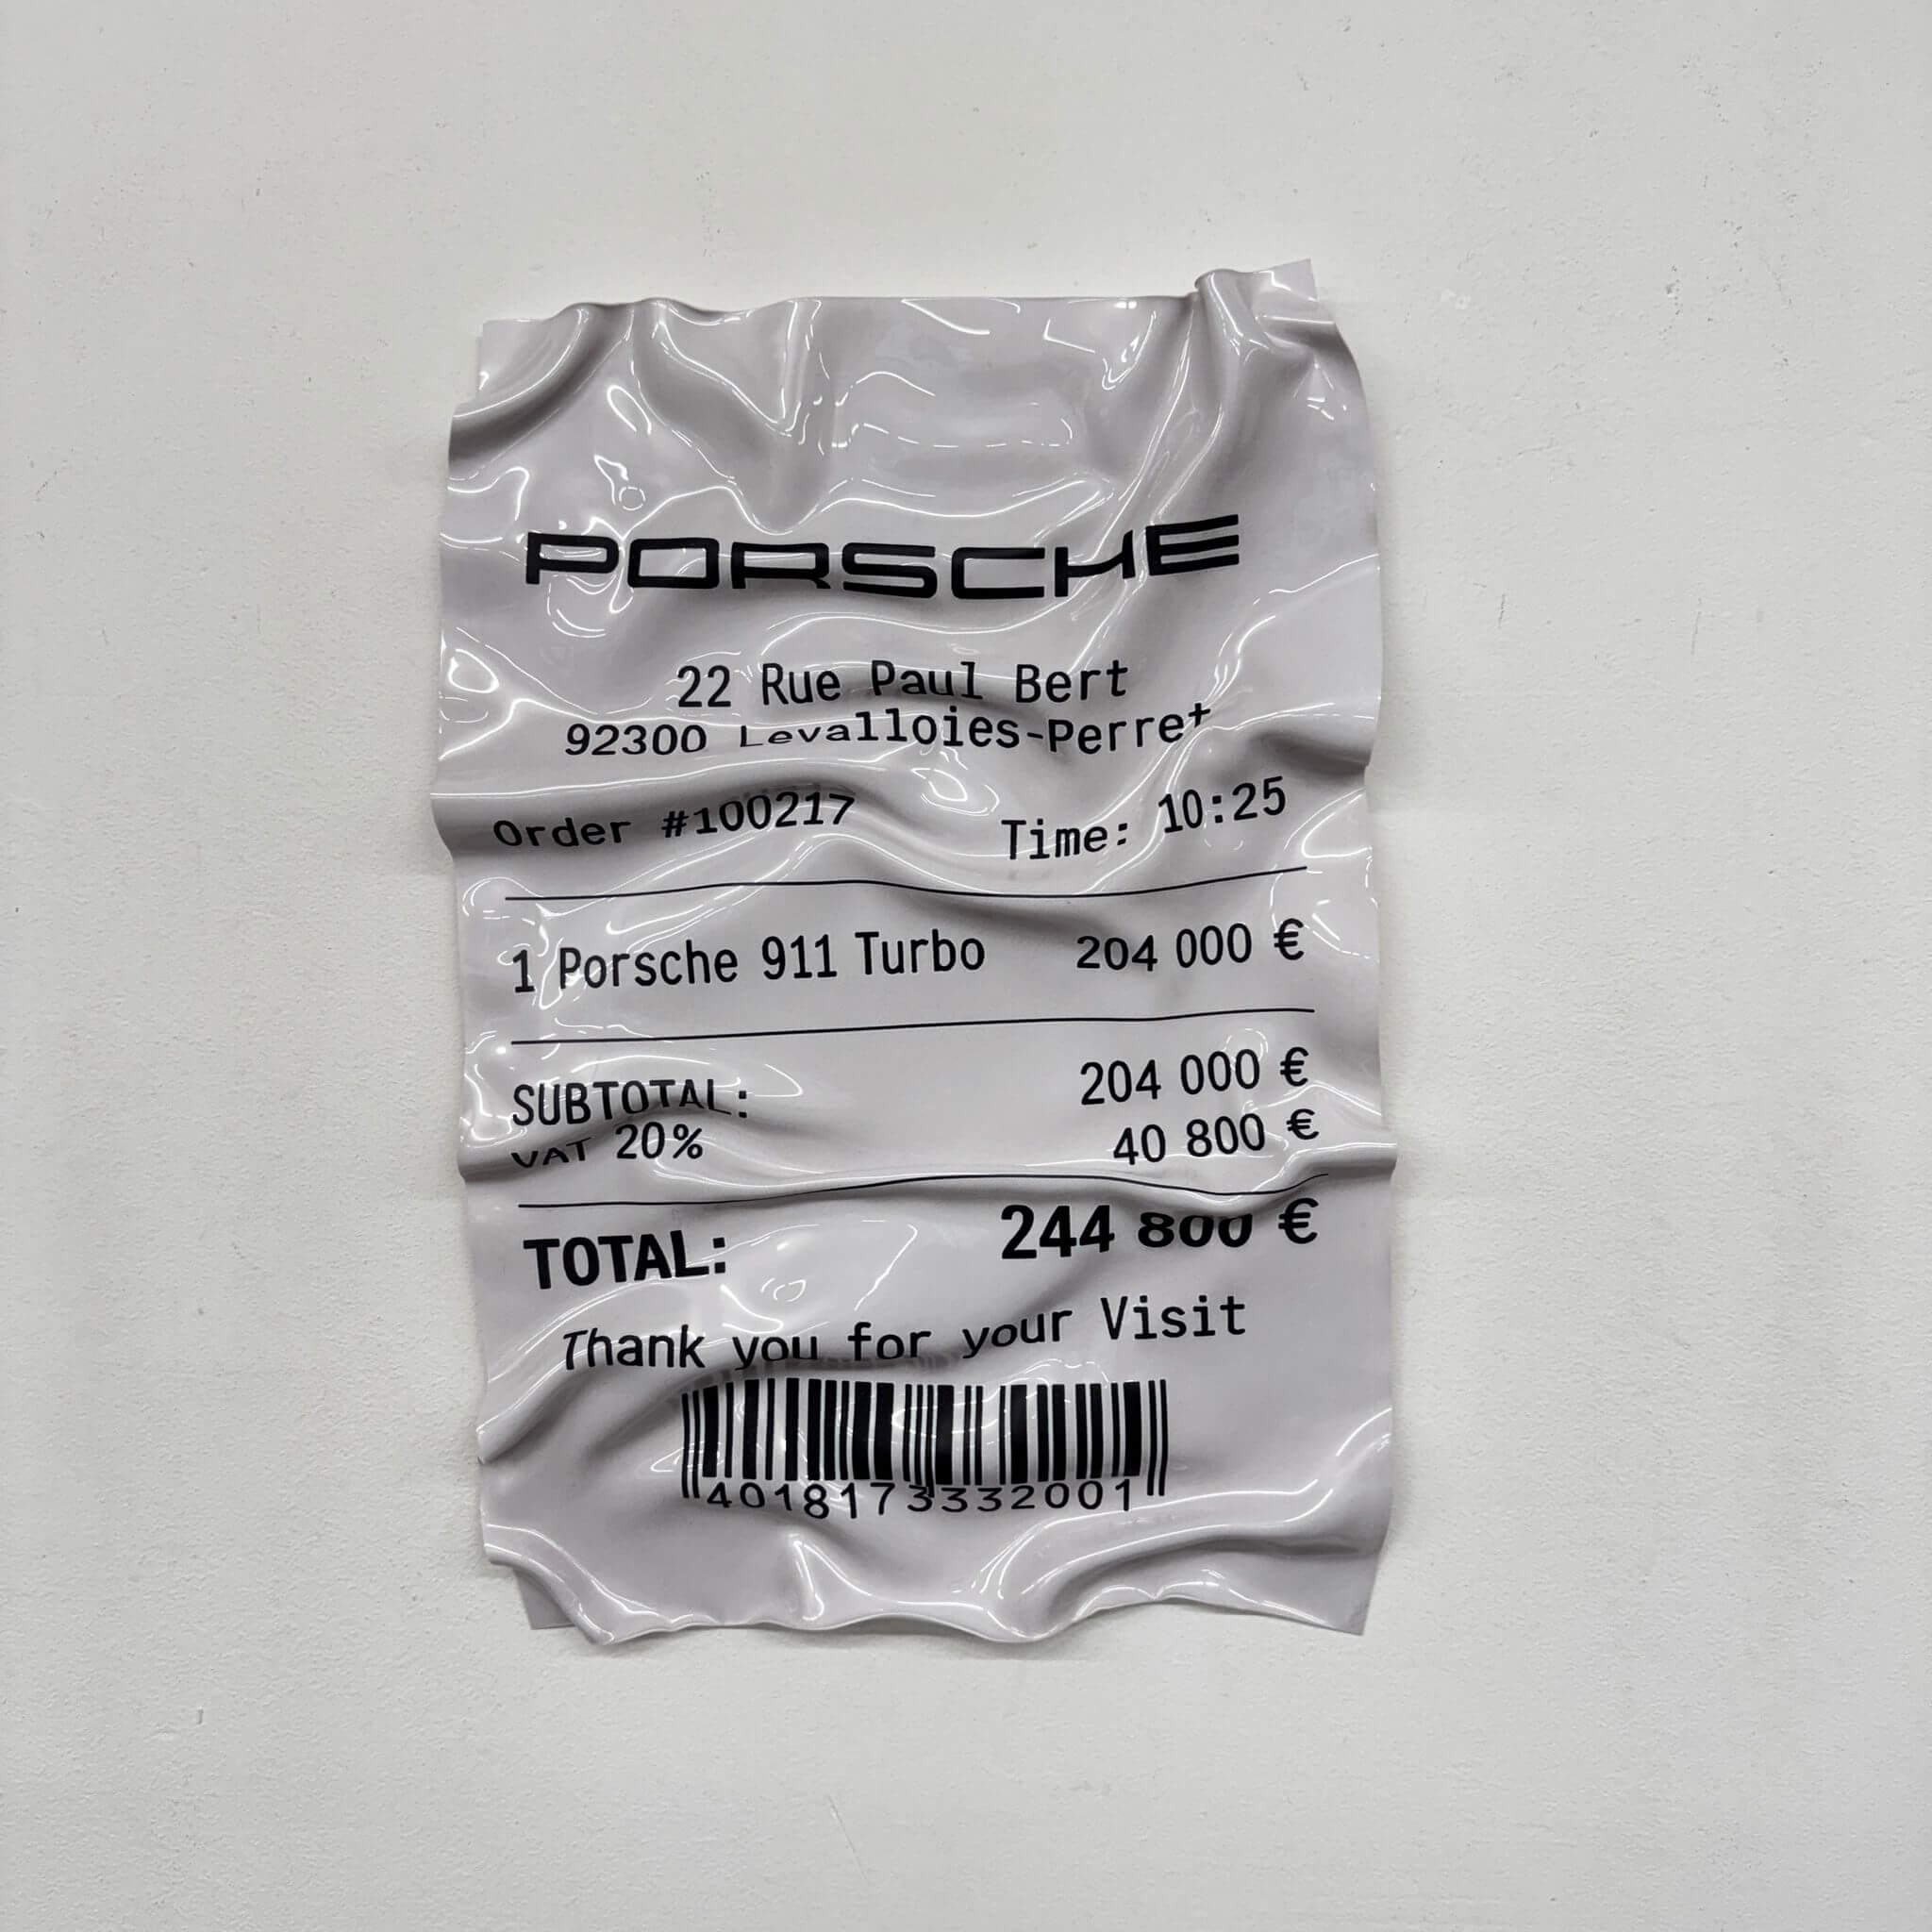 PORSCHE
22 Rue Paul Bert
92300 Levalloies-Perret
Order #100217 Time: 10:25
1 Porsche 911 Turbo 204 000 €
SUBTOTAL: 204 000 €
VAT 20% 40 800 €
TOTAL: 244 800 €
Thank you for your Visit
4018173332001